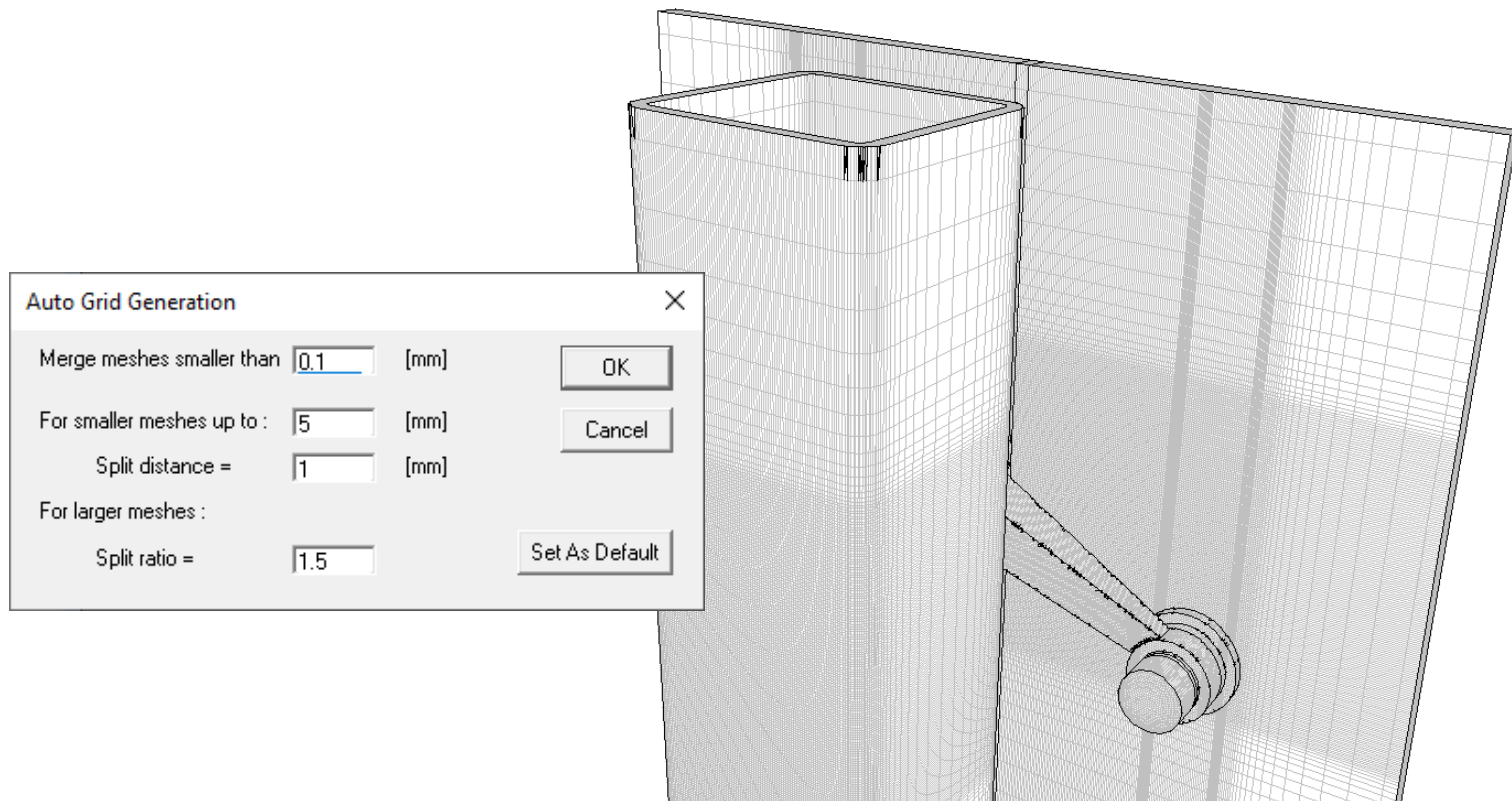 Auto Grid Generation
Merge meshes smaller than 0.1 [mm]
OK
For smaller meshes up to : 5 [mm]
Cancel
Split distance = 1 [mm]
For larger meshes :
Split ratio = 1.5
Set As Default